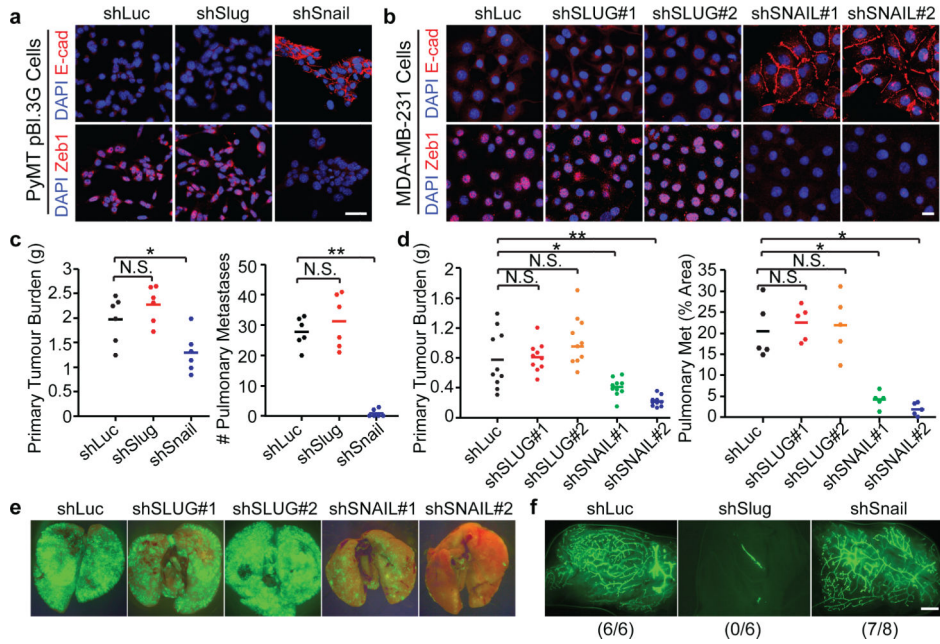 a
shLuc shSlug shSnail
PyMT pBl.3G Cells
DAPI E-cad
DAPI Zeb1
b
shLuc shSLUG#1 shSLUG#2 shSNAIL#1 shSNAIL#2
MDA-MB-231 Cells
DAPI E-cad
DAPI Zeb1
c
Primary Tumour Burden (g)
3
2.5
2
1.5
1
0.5
0
*
N.S.
shLuc
shSlug
shSnail
# Pulmonary Metastases
50
40
30
20
10
0
**
N.S.
shLuc
shSlug
shSnail
d
Primary Tumour Burden (g)
2
1.6
1.2
0.8
0.4
0
**
*
N.S.
N.S.
shLuc
shSLUG#1
shSLUG#2
shSNAIL#1
shSNAIL#2
Pulmonary Met (% Area)
35
30
25
20
15
10
5
0
*
*
N.S.
N.S.
shLuc
shSLUG#1
shSLUG#2
shSNAIL#1
shSNAIL#2
e
shLuc shSLUG#1 shSLUG#2 shSNAIL#1 shSNAIL#2
f
shLuc shSlug shSnail
(6/6) (0/6) (7/8)